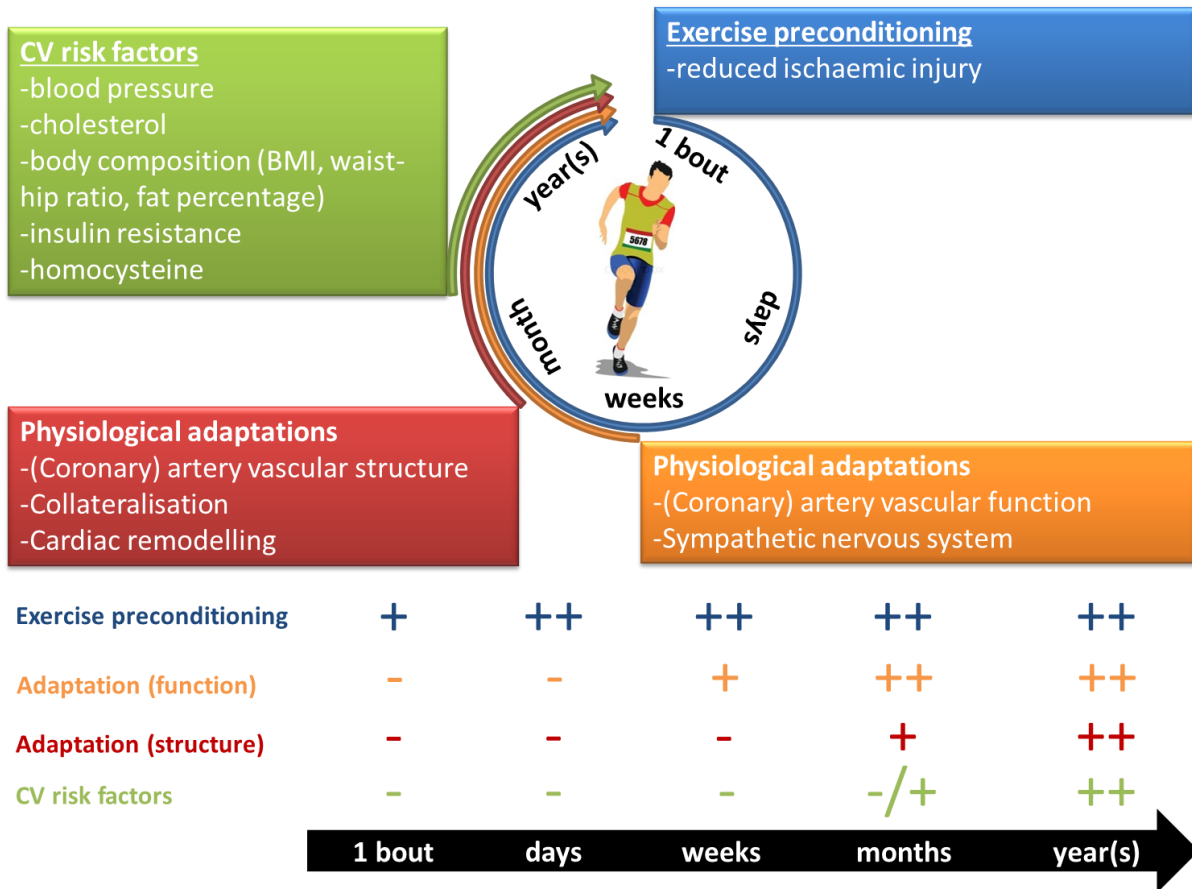 CV risk factors
-blood pressure
-cholesterol
-body composition (BMI, waist-
hip ratio, fat percentage)
-insulin resistance
-homocysteine
Exercise preconditioning
-reduced ischaemic injury
1 bout
days
weeks
month
year(s)
5678
Physiological adaptations
-(Coronary) artery vascular structure
-Collateralisation
-Cardiac remodelling
Physiological adaptations
-(Coronary) artery vascular function
-Sympathetic nervous system
Exercise preconditioning + ++ ++ ++ ++
Adaptation (function) - - + ++ ++
Adaptation (structure) - - - + ++
CV risk factors - - - -/+ ++
1 bout days weeks months year(s)